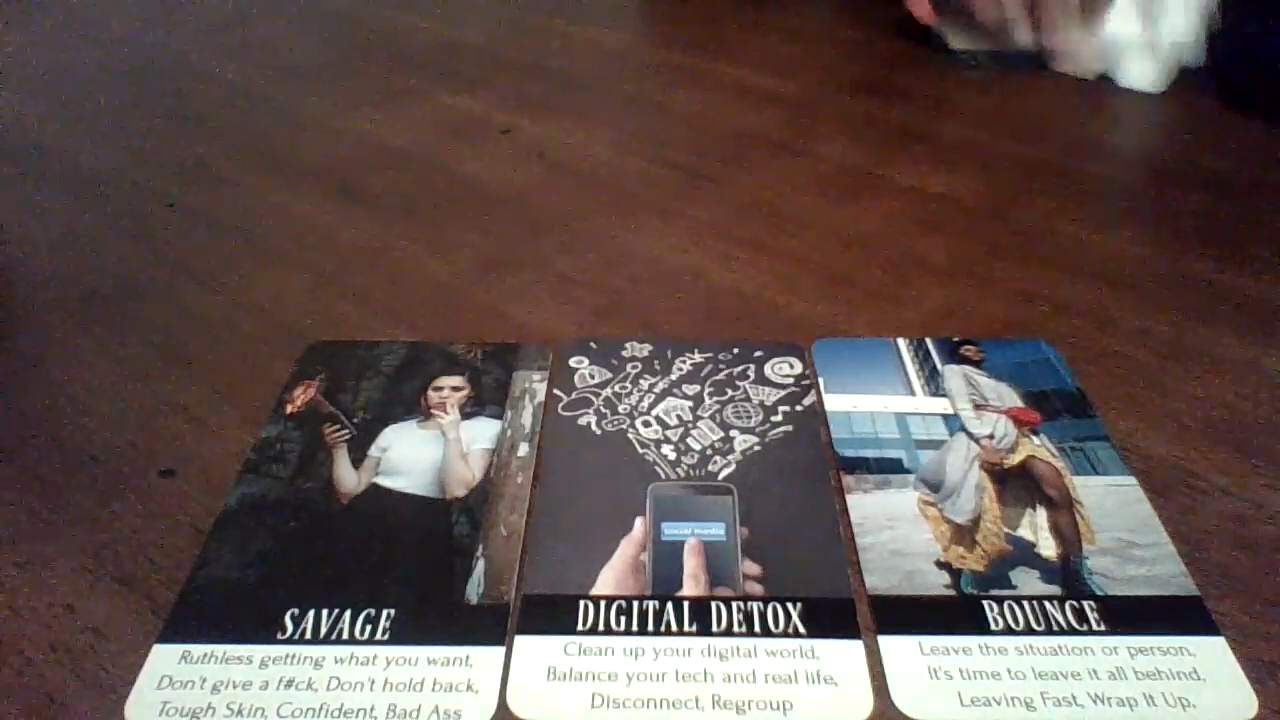 SAVAGE
Ruthless getting what you want,
Don't give a f#ck, Don't hold back,
Tough Skin, Confident, Bad Ass
SOCIAL
NETWORK
social media
DIGITAL DETOX
Clean up your digital world,
Balance your tech and real life,
Disconnect, Regroup
BOUNCE
Leave the situation or person,
It's time to leave it all behind,
Leaving Fast, Wrap It Up,